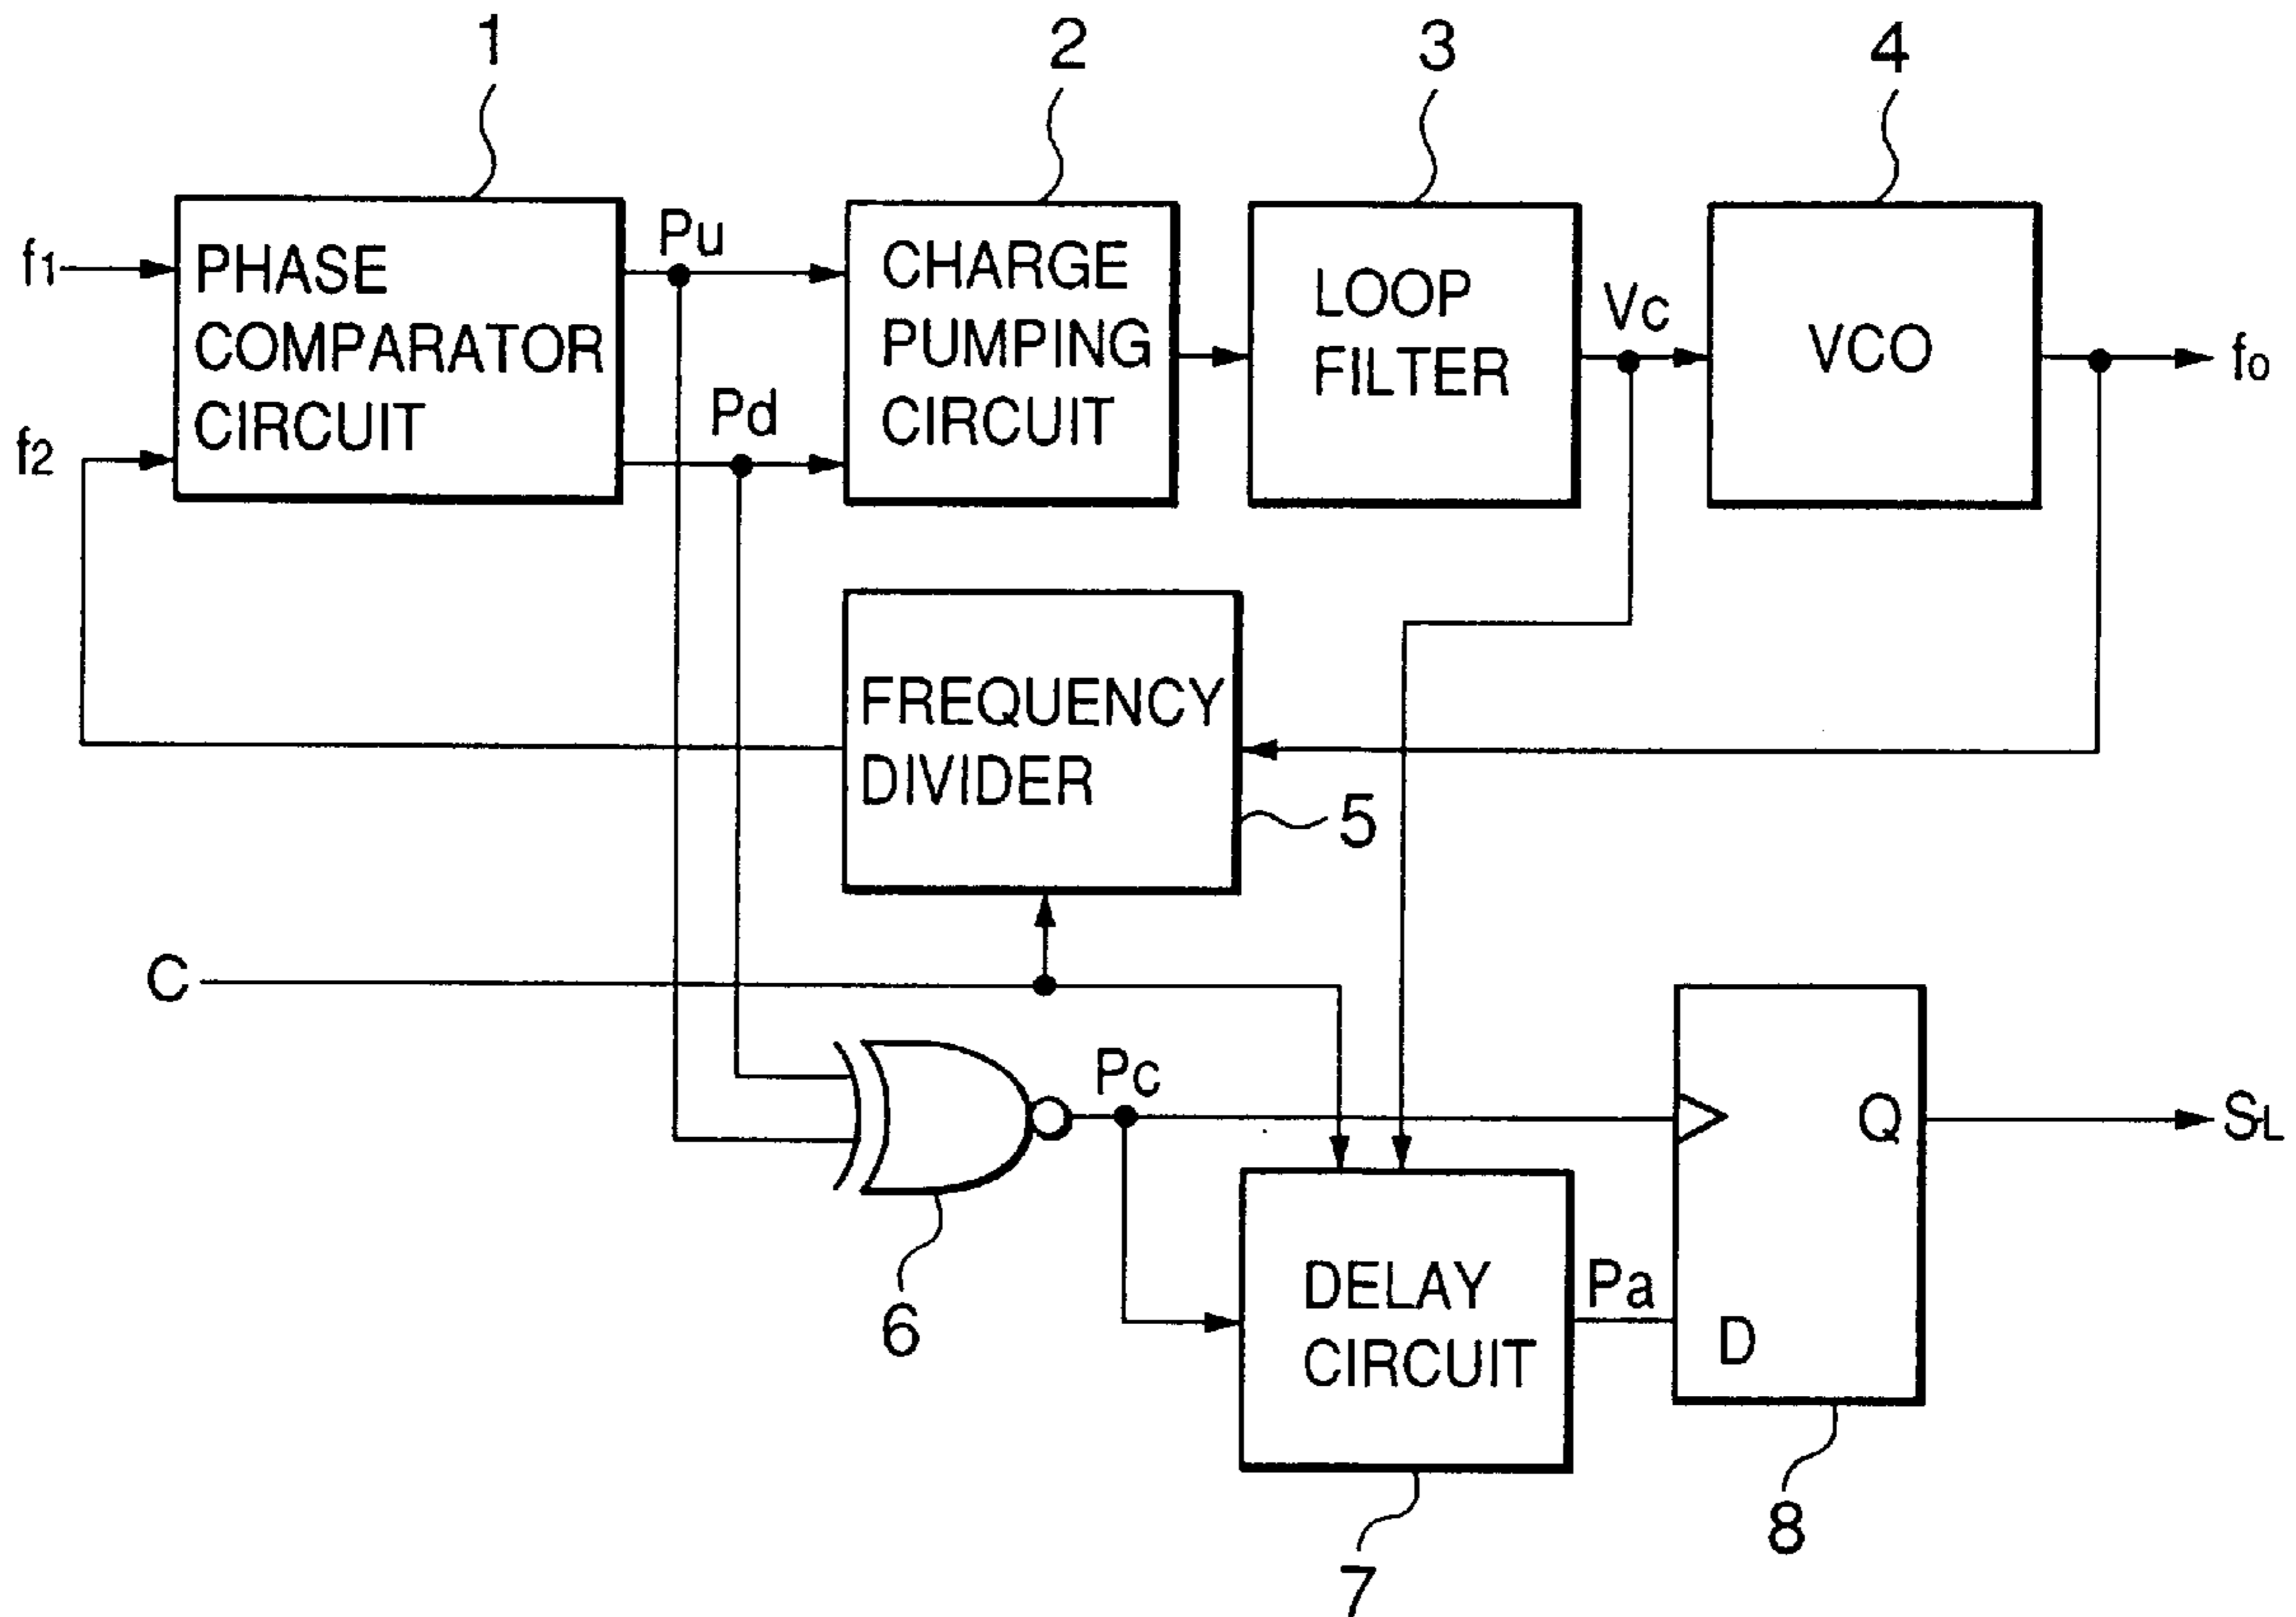 1
2
3
4
f1
PHASE
COMPARATOR
CIRCUIT
f2
Pu
Pd
CHARGE
PUMPING
CIRCUIT
LOOP
FILTER
Vc
VCO
fo
FREQUENCY
DIVIDER
5
C
6
Pc
DELAY
CIRCUIT
7
Pa
Q
D
SL
8